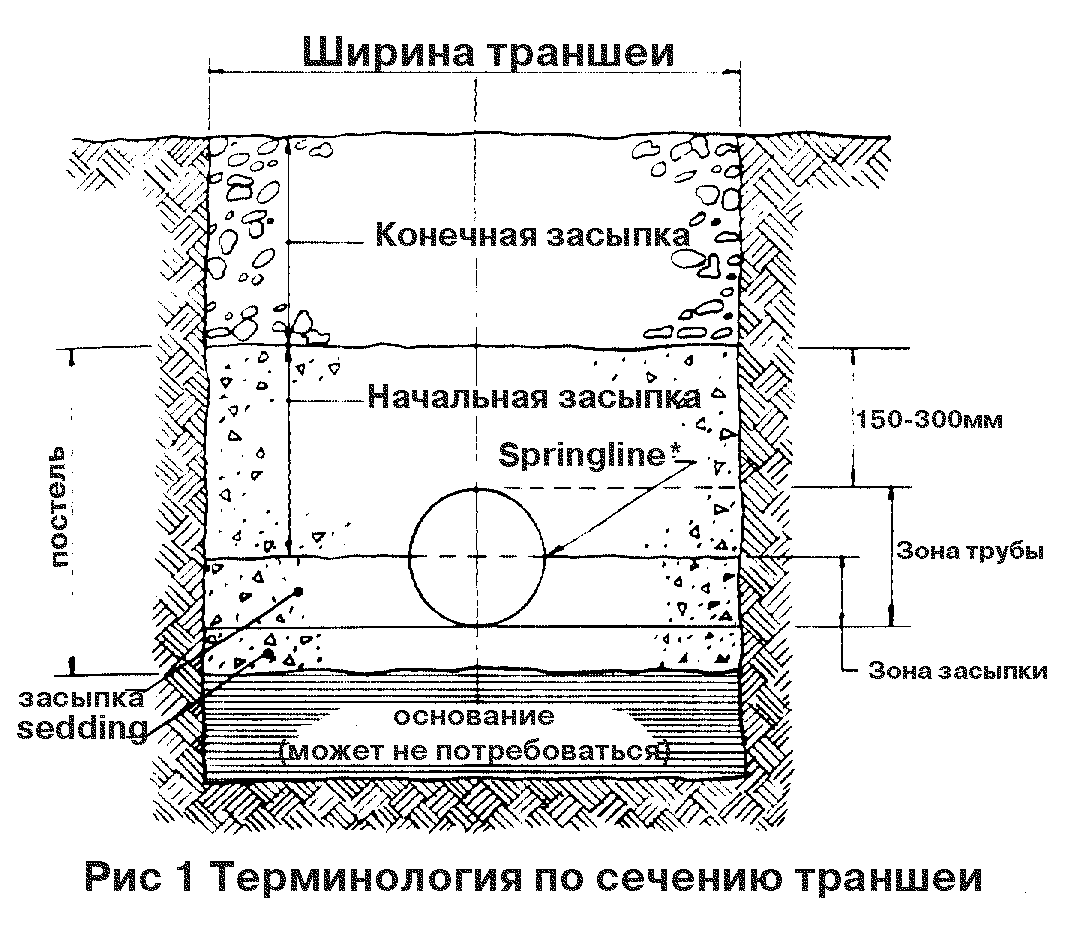 Ширина траншеи
Конечная засыпка
Начальная засыпка
150-300мм
Springline*
постель
Зона трубы
Зона засыпки
засыпка
sedding
основание
(может не потребоваться)
Рис 1 Терминология по сечению траншеи